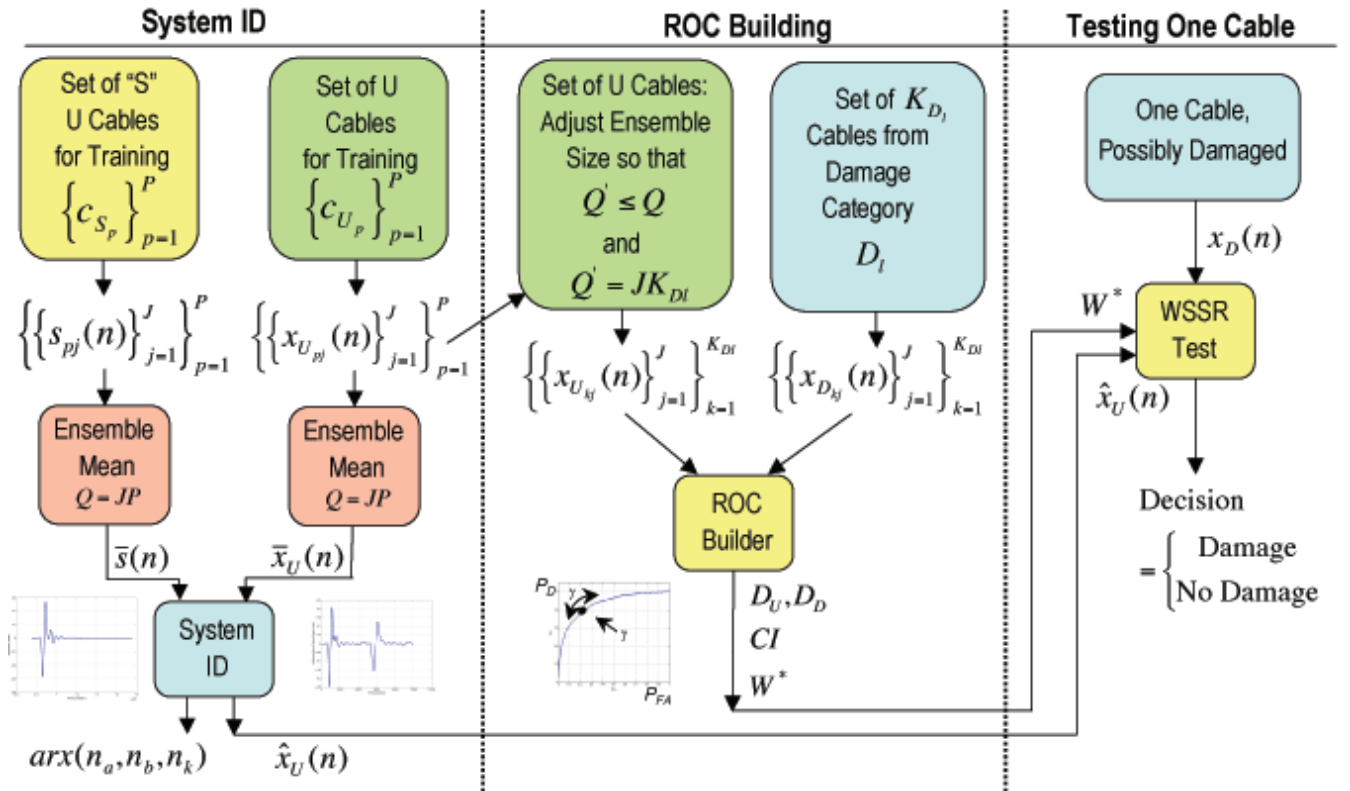 System ID
ROC Building
Testing One Cable
Set of "S"
U Cables
for Training
{c_{S_p}}_{p=1}^{P}
Set of U
Cables
for Training
{c_{U_p}}_{p=1}^{P}
Set of U Cables:
Adjust Ensemble
Size so that
Q' ≤ Q
and
Q' = JK_{Dl}
Set of K_{D_l}
Cables from
Damage
Category
D_l
One Cable,
Possibly Damaged
x_D(n)
{{s_{pj}(n)}_{j=1}^{J}}_{p=1}^{P}
{{x_{U_{pj}}(n)}_{j=1}^{J}}_{p=1}^{P}
{{x_{U_{kj}}(n)}_{j=1}^{J}}_{k=1}^{K_{Dl}}
{{x_{D_{kj}}(n)}_{j=1}^{J}}_{k=1}^{K_{Dl}}
W*
WSSR
Test
x̂_U(n)
Ensemble
Mean
Q = JP
Ensemble
Mean
Q = JP
ROC
Builder
Decision
= { Damage
No Damage
s̄(n)
x̄_U(n)
System
ID
P_D
γ
γ
P_{FA}
D_U, D_D
CI
W*
arx(n_a, n_b, n_k)
x̂_U(n)